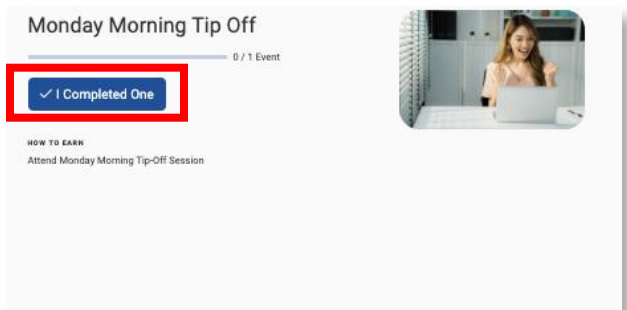 Monday Morning Tip Off
0 / 1 Event
✓ I Completed One
HOW TO EARN
Attend Monday Morning Tip-Off Session